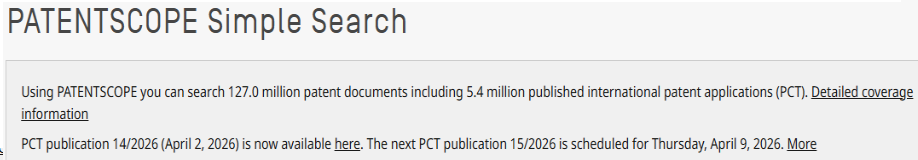 PATENTSCOPE Simple Search
Using PATENTSCOPE you can search 127.0 million patent documents including 5.4 million published international patent applications (PCT). Detailed coverage
information
PCT publication 14/2026 (April 2, 2026) is now available here. The next PCT publication 15/2026 is scheduled for Thursday, April 9, 2026. More